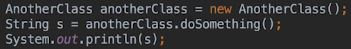 AnotherClass anotherClass = new AnotherClass();
String s = anotherClass.doSomething();
System.out.println(s);